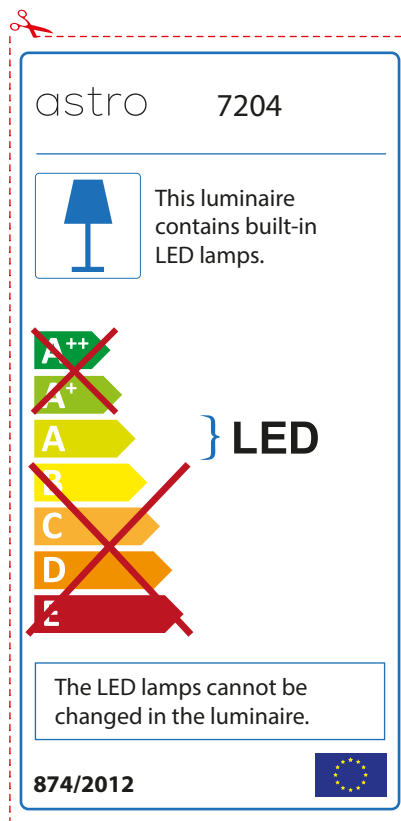 astro 7204
This luminaire
contains built-in
LED lamps.
A++
A+
A
} LED
B
C
D
E
The LED lamps cannot be
changed in the luminaire.
874/2012